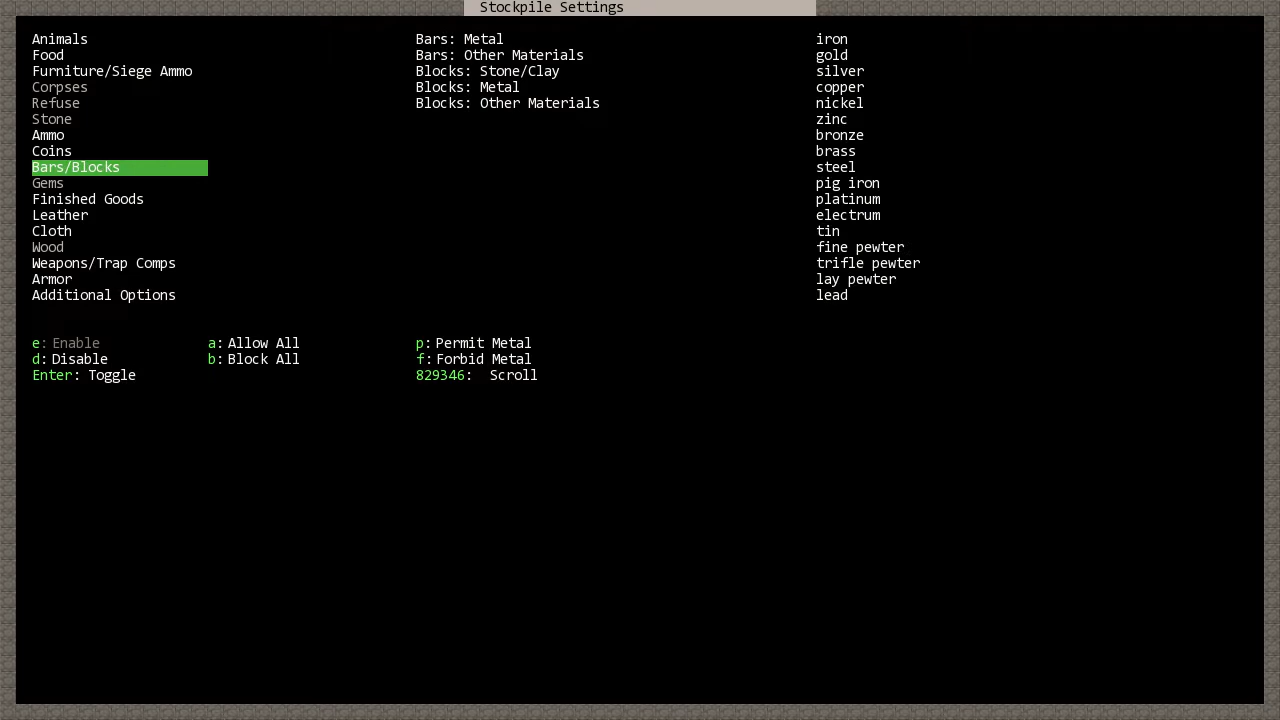 Stockpile Settings
Animals
Food
Furniture/Siege Ammo
Corpses
Refuse
Stone
Ammo
Coins
Bars/Blocks
Gems
Finished Goods
Leather
Cloth
Wood
Weapons/Trap Comps
Armor
Additional Options
Bars: Metal
Bars: Other Materials
Blocks: Stone/Clay
Blocks: Metal
Blocks: Other Materials
iron
gold
silver
copper
nickel
zinc
bronze
brass
steel
pig iron
platinum
electrum
tin
fine pewter
trifle pewter
lay pewter
lead
e: Enable a: Allow All p: Permit Metal
d: Disable b: Block All f: Forbid Metal
Enter: Toggle 829346: Scroll